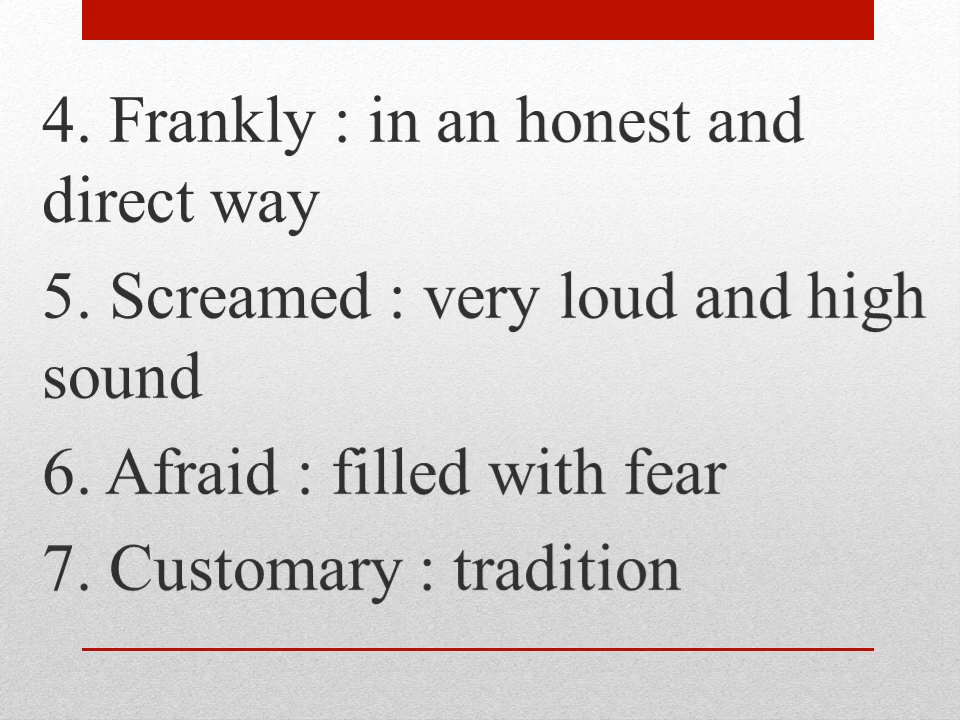 4. Frankly : in an honest and
direct way
5. Screamed : very loud and high
sound
6. Afraid : filled with fear
7. Customary : tradition